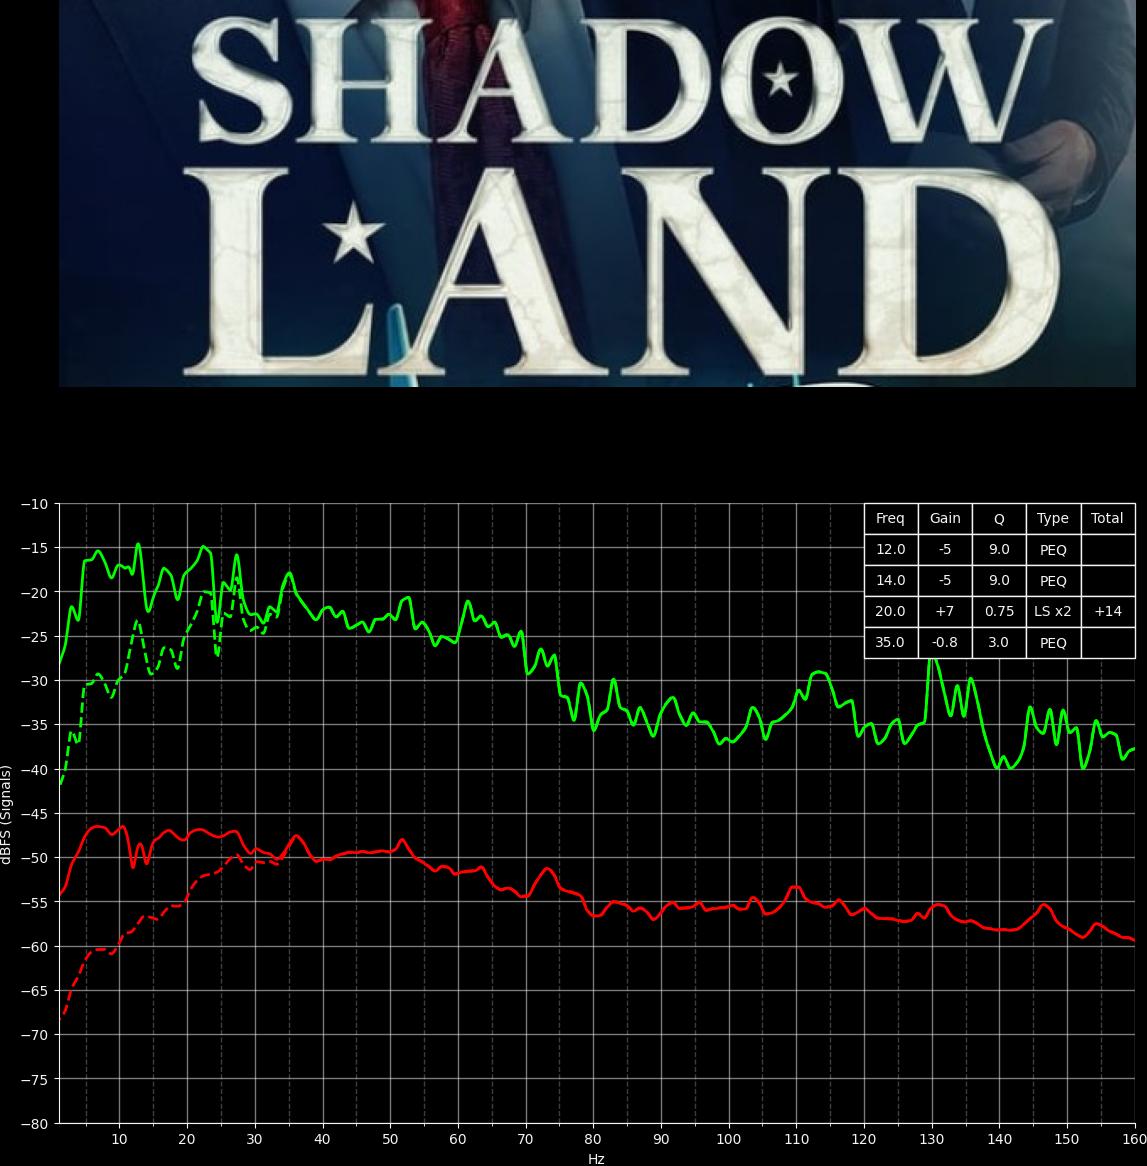 SHADOW
LAND
Freq Gain Q Type Total
12.0 -5 9.0 PEQ
14.0 -5 9.0 PEQ
20.0 +7 0.75 LS x2 +14
35.0 -0.8 3.0 PEQ
−10
−15
−20
−25
−30
−35
−40
−45
−50
−55
−60
−65
−70
−75
−80
dBFS (Signals)
10 20 30 40 50 60 70 80 90 100 110 120 130 140 150 160
Hz